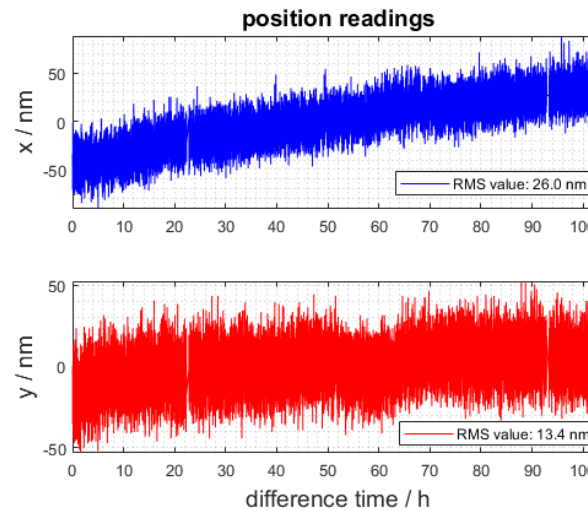 position readings
x / nm
50
0
-50
RMS value: 26.0 nm
0 10 20 30 40 50 60 70 80 90 100
y / nm
50
0
-50
RMS value: 13.4 nm
0 10 20 30 40 50 60 70 80 90
difference time / h